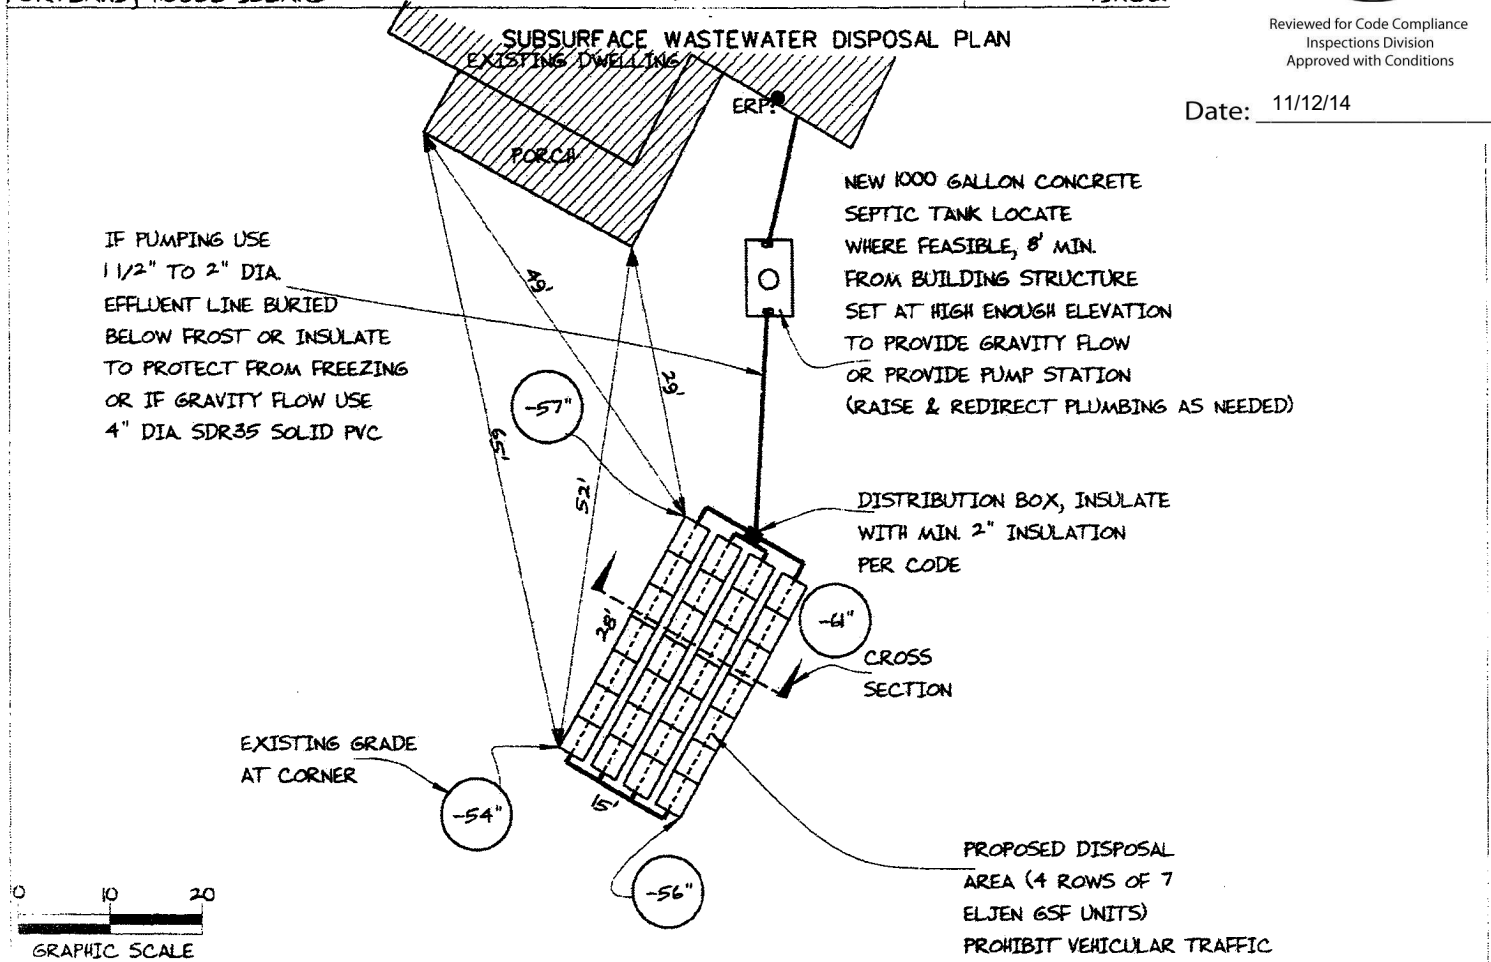 Reviewed for Code Compliance
Inspections Division
Approved with Conditions
Date: 11/12/14
SUBSURFACE WASTEWATER DISPOSAL PLAN
EXISTING DWELLING
ERP
PORCH
NEW 1000 GALLON CONCRETE
SEPTIC TANK LOCATE
WHERE FEASIBLE, 8' MIN.
FROM BUILDING STRUCTURE
SET AT HIGH ENOUGH ELEVATION
TO PROVIDE GRAVITY FLOW
OR PROVIDE PUMP STATION
(RAISE & REDIRECT PLUMBING AS NEEDED)
IF PUMPING USE
1 1/2" TO 2" DIA.
EFFLUENT LINE BURIED
BELOW FROST OR INSULATE
TO PROTECT FROM FREEZING
OR IF GRAVITY FLOW USE
4" DIA. SDR35 SOLID PVC
49'
29'
-57"
65'
52'
DISTRIBUTION BOX, INSULATE
WITH MIN. 2" INSULATION
PER CODE
28'
-61"
CROSS
SECTION
EXISTING GRADE
AT CORNER
-54"
15'
-56"
PROPOSED DISPOSAL
AREA (4 ROWS OF 7
ELJEN GSF UNITS)
PROHIBIT VEHICULAR TRAFFIC
0 10 20
GRAPHIC SCALE